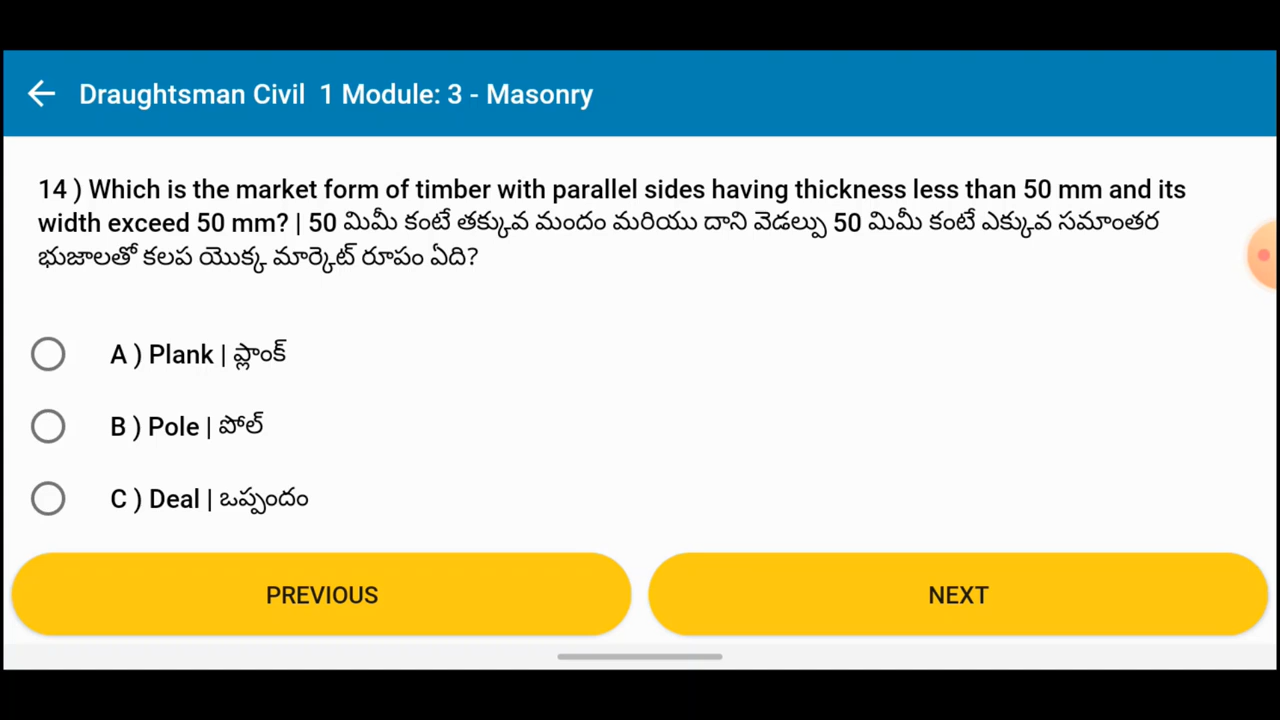 Draughtsman Civil 1 Module: 3 - Masonry
14 ) Which is the market form of timber with parallel sides having thickness less than 50 mm and its
width exceed 50 mm? | 50 మిమీ కంటే తక్కువ మందం మరియు దాని వెడల్పు 50 మిమీ కంటే ఎక్కువ సమాంతర
భుజాలతో కలప యొక్క మార్కెట్ రూపం ఏది?
A ) Plank | ప్లాంక్
B ) Pole | పోల్
C ) Deal | ఒప్పందం
PREVIOUS
NEXT